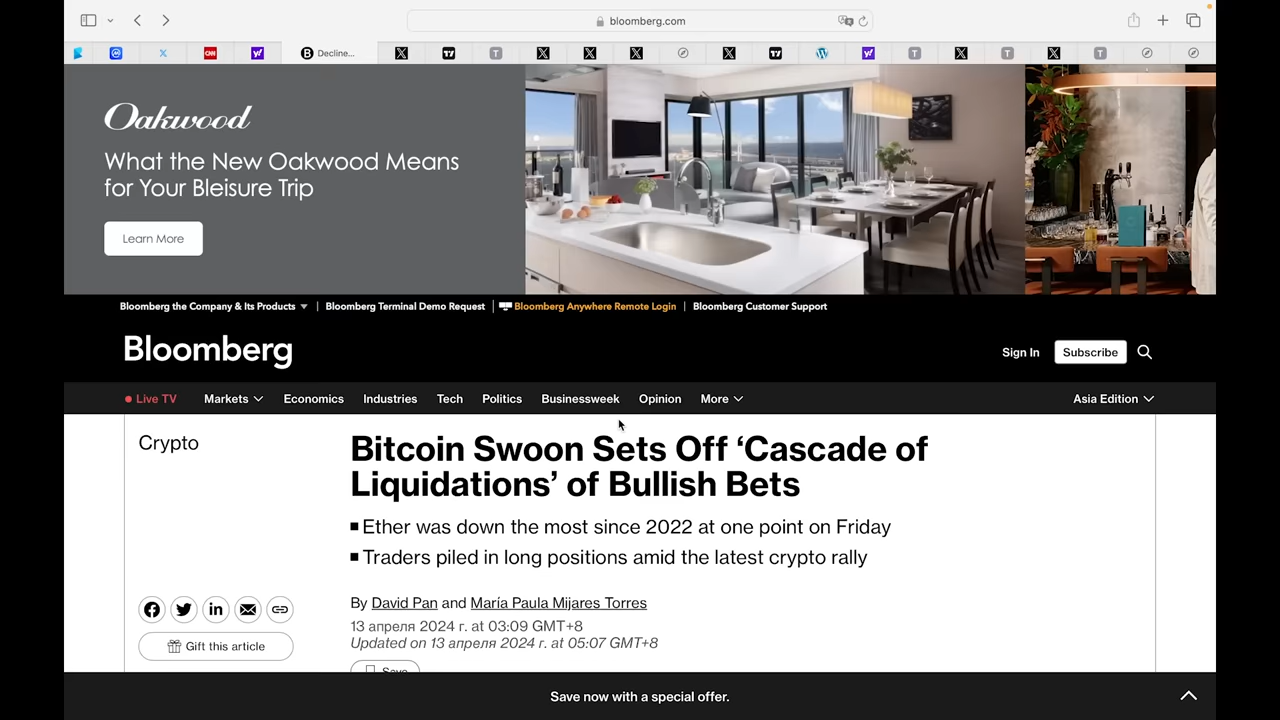 bloomberg.com
Decline...
Oakwood
What the New Oakwood Means
for Your Bleisure Trip
Learn More
Bloomberg the Company & Its Products
Bloomberg Terminal Demo Request
Bloomberg Anywhere Remote Login
Bloomberg Customer Support
Bloomberg
Sign In
Subscribe
Live TV
Markets
Economics
Industries
Tech
Politics
Businessweek
Opinion
More
Asia Edition
Crypto
Bitcoin Swoon Sets Off ‘Cascade of
Liquidations’ of Bullish Bets
Ether was down the most since 2022 at one point on Friday
Traders piled in long positions amid the latest crypto rally
By David Pan and María Paula Mijares Torres
13 апреля 2024 г. at 03:09 GMT+8
Updated on 13 апреля 2024 г. at 05:07 GMT+8
Gift this article
Save
Save now with a special offer.